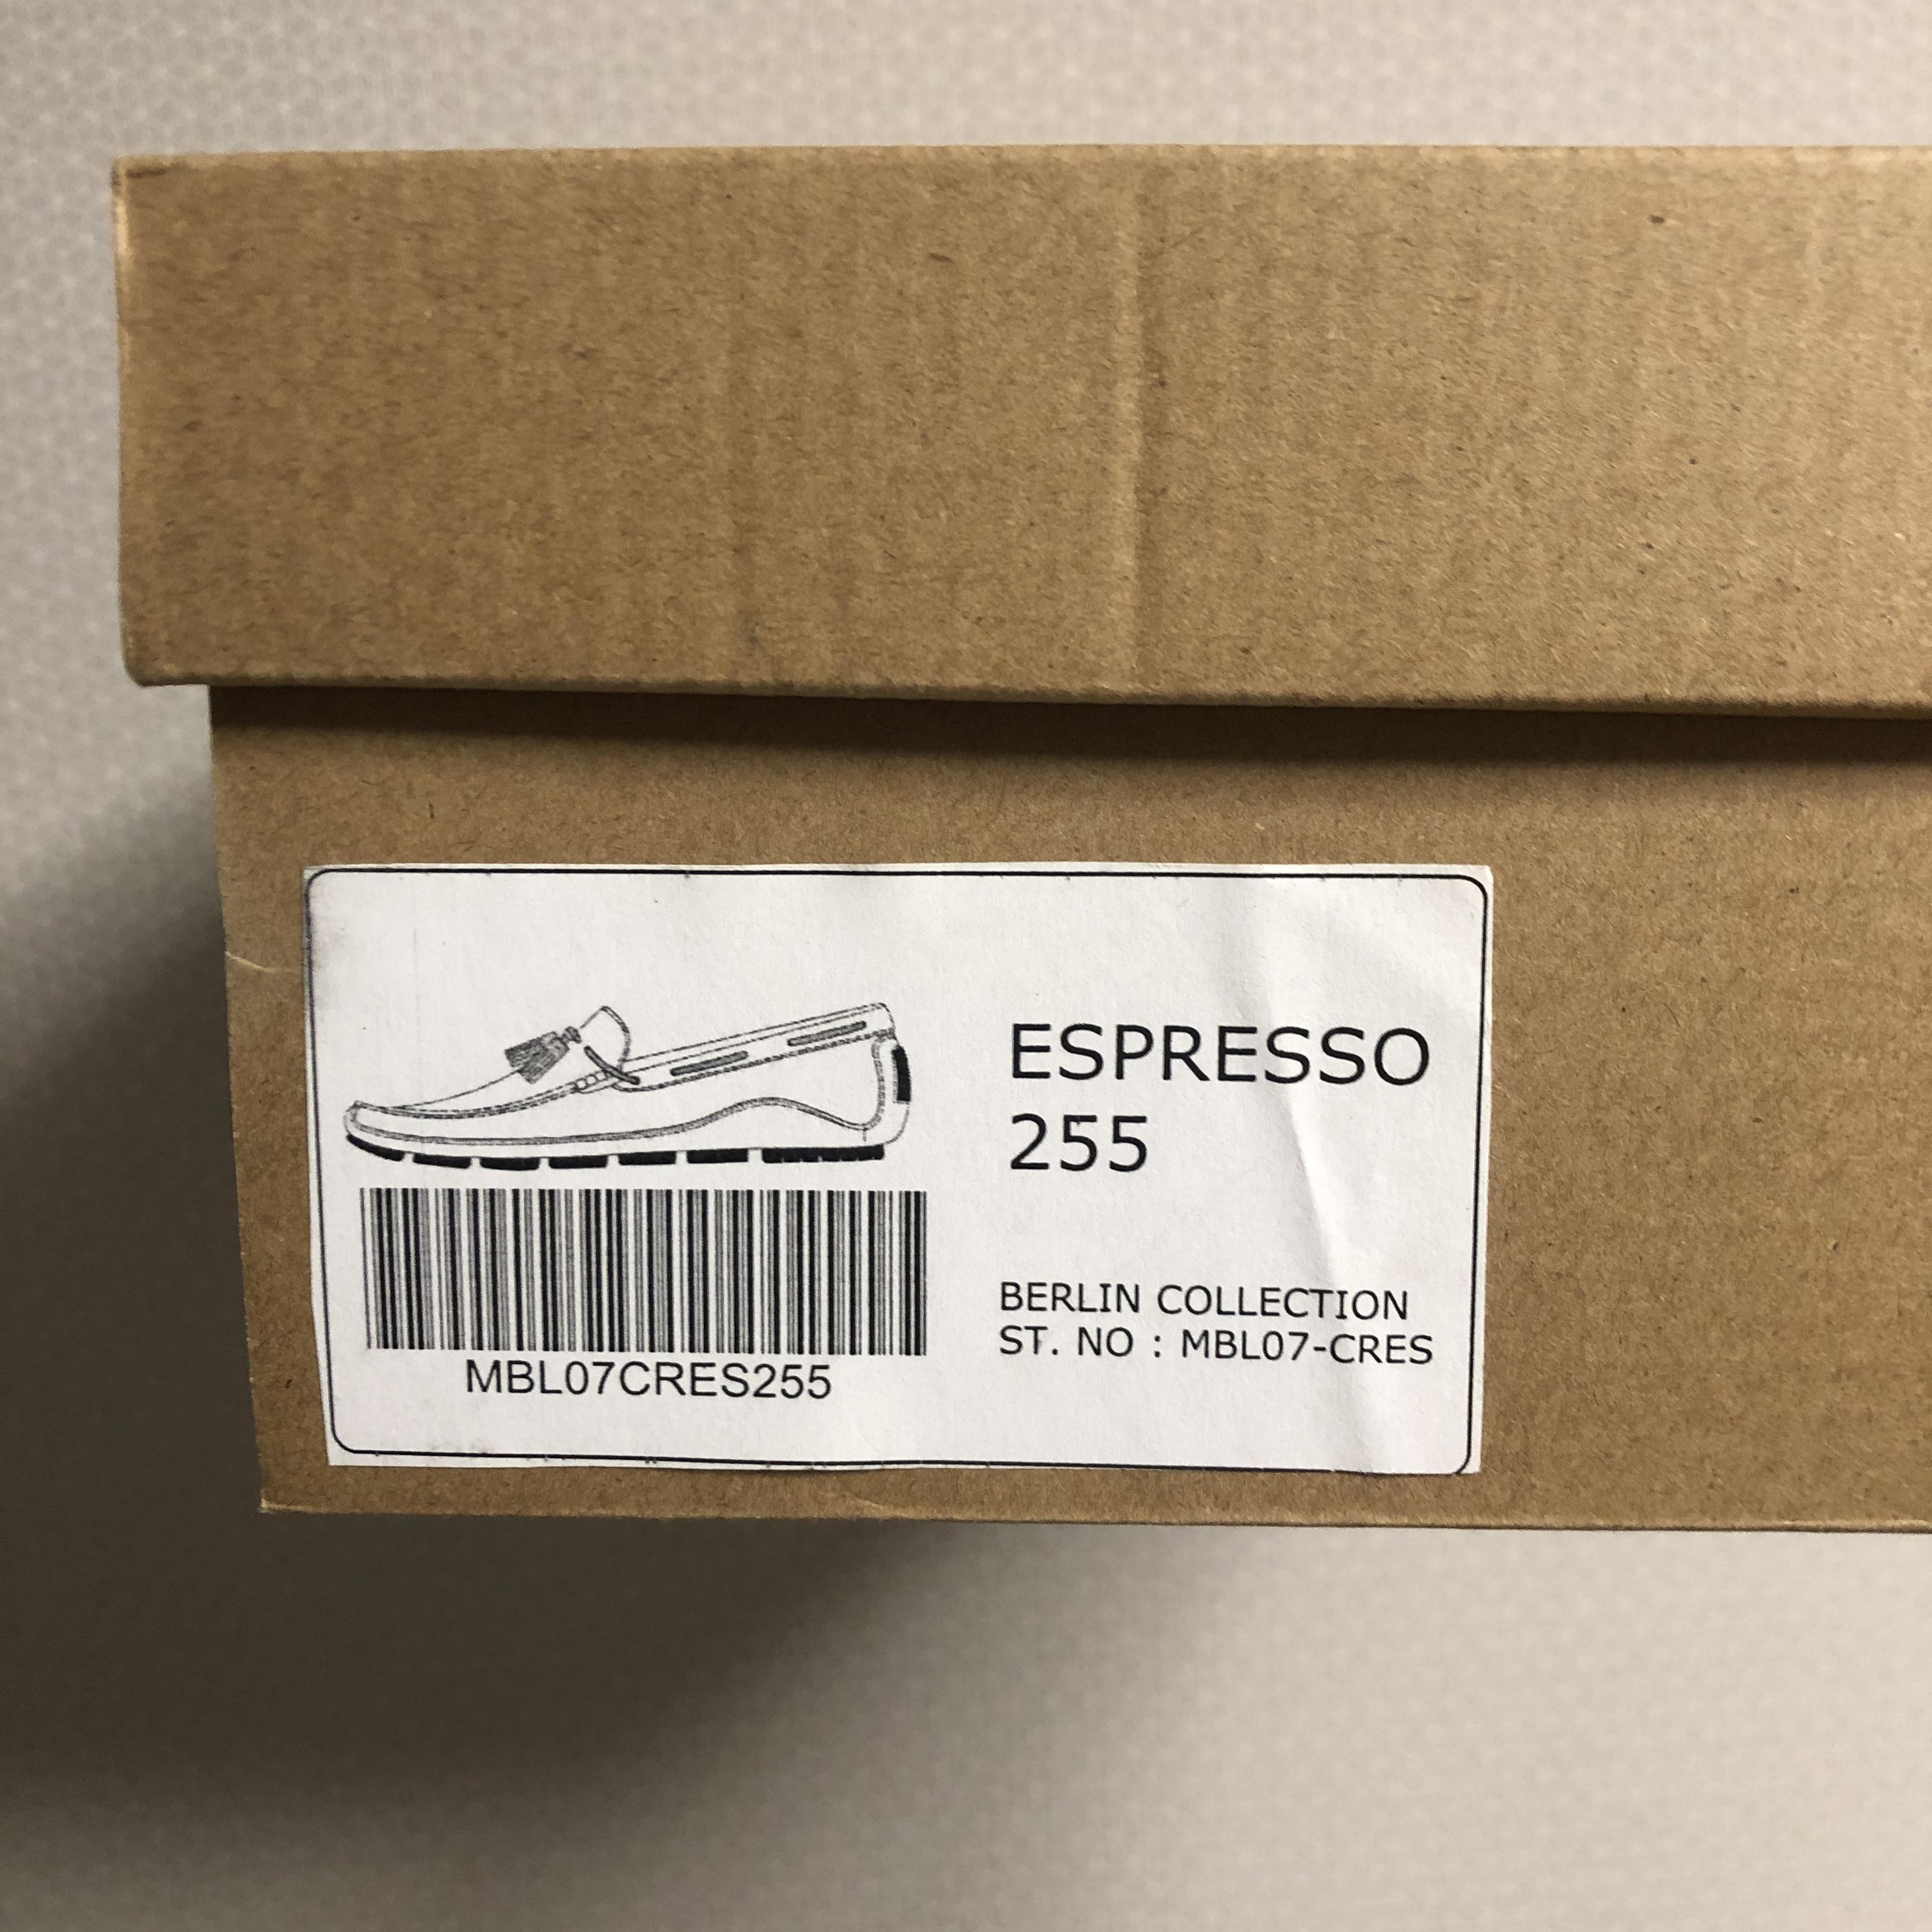 ESPRESSO
255
BERLIN COLLECTION
ST. NO : MBL07-CRES
MBL07CRES255